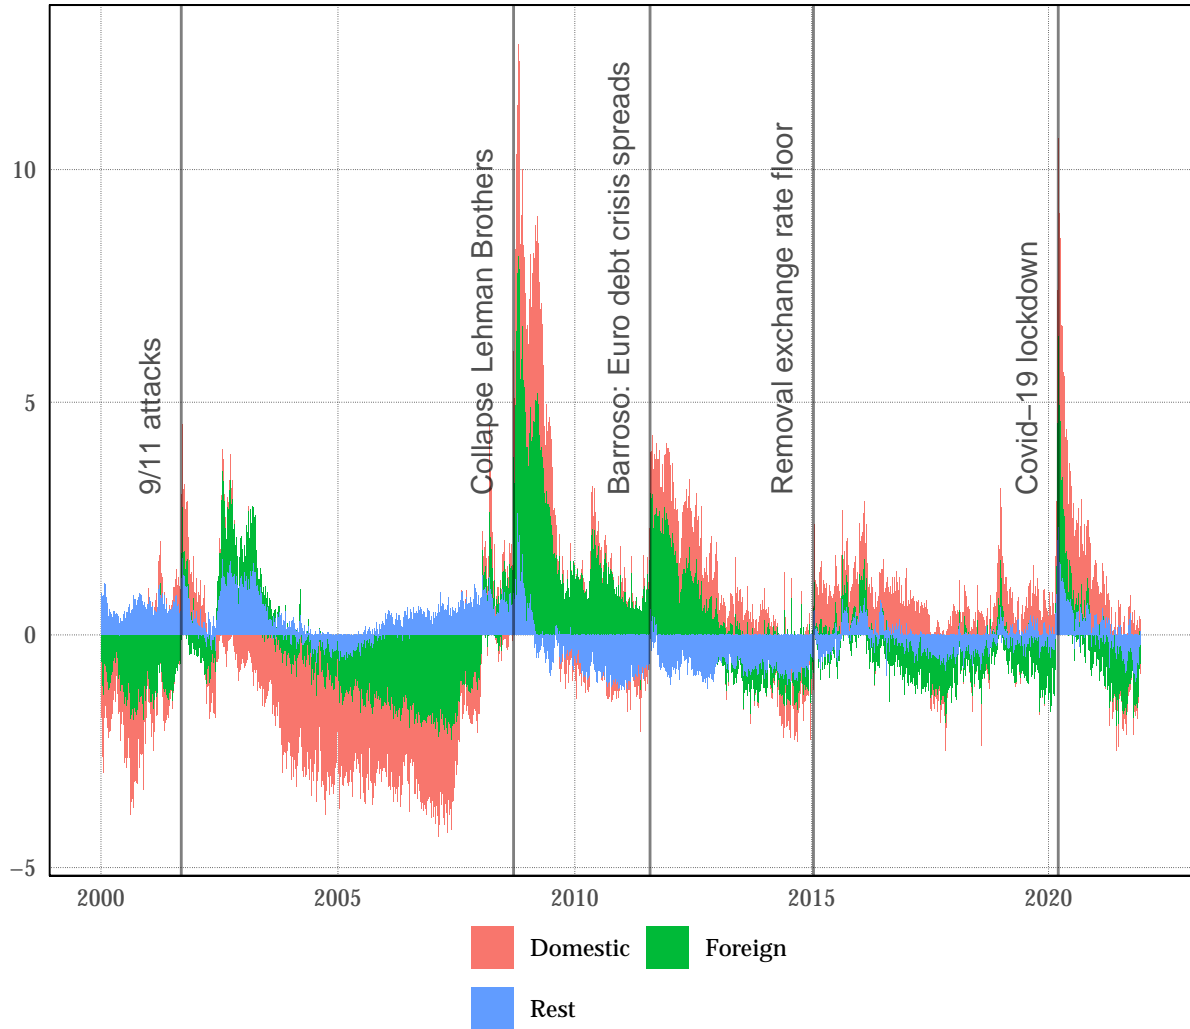 10
5
0
−5
9/11 attacks
Collapse Lehman Brothers
Barroso: Euro debt crisis spreads
Removal exchange rate floor
Covid−19 lockdown
2000
2005
2010
2015
2020
Domestic
Foreign
Rest